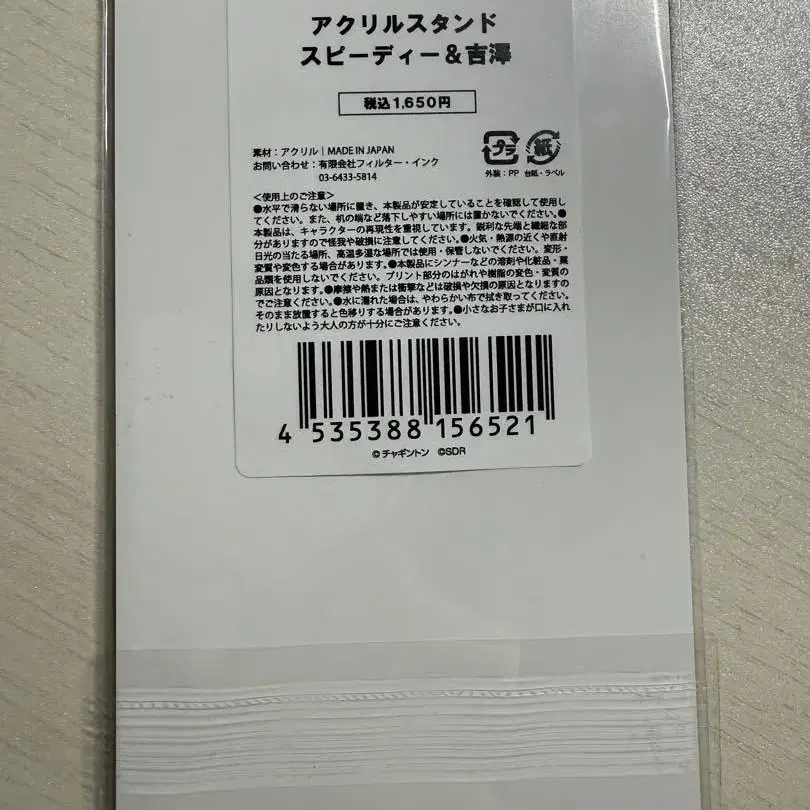 アクリルスタンド
スピーディー&吉澤
税込1,650円
素材：アクリル｜MADE IN JAPAN
お問い合わせ：有限会社フィルター・インク
03-6433-5814
プラ
紙
外装：PP 台紙・ラベル
＜使用上のご注意＞
●水平で滑らない場所に置き、本製品が安定していることを確認して使用し
てください。また、机の端など落下しやすい場所には置かないでください。●
本製品は、キャラクターの再現性を重視しています。鋭利な先端と繊細な部
分がありますので怪我や破損に注意してください。●火気・熱源の近くや直射
日光の当たる場所、高温多湿な場所では使用・保管しないでください。変形・
変質や変色する場合があります。●本製品にシンナーなどの溶剤や化粧品・薬
品類を使用しないでください。プリント部分のはがれや樹脂の変色・変質の
原因となります。●摩擦や熱または衝撃などは破損や欠損の原因となりますの
でご注意ください。●水に濡れた場合は、やわらかい布で拭き取ってください。
そのまま放置すると色移りする場合があります。●小さなお子さまが口に入れ
たりしないよう大人の方が十分にご注意ください。
4 535388 156521
©チャギントン ©SDR